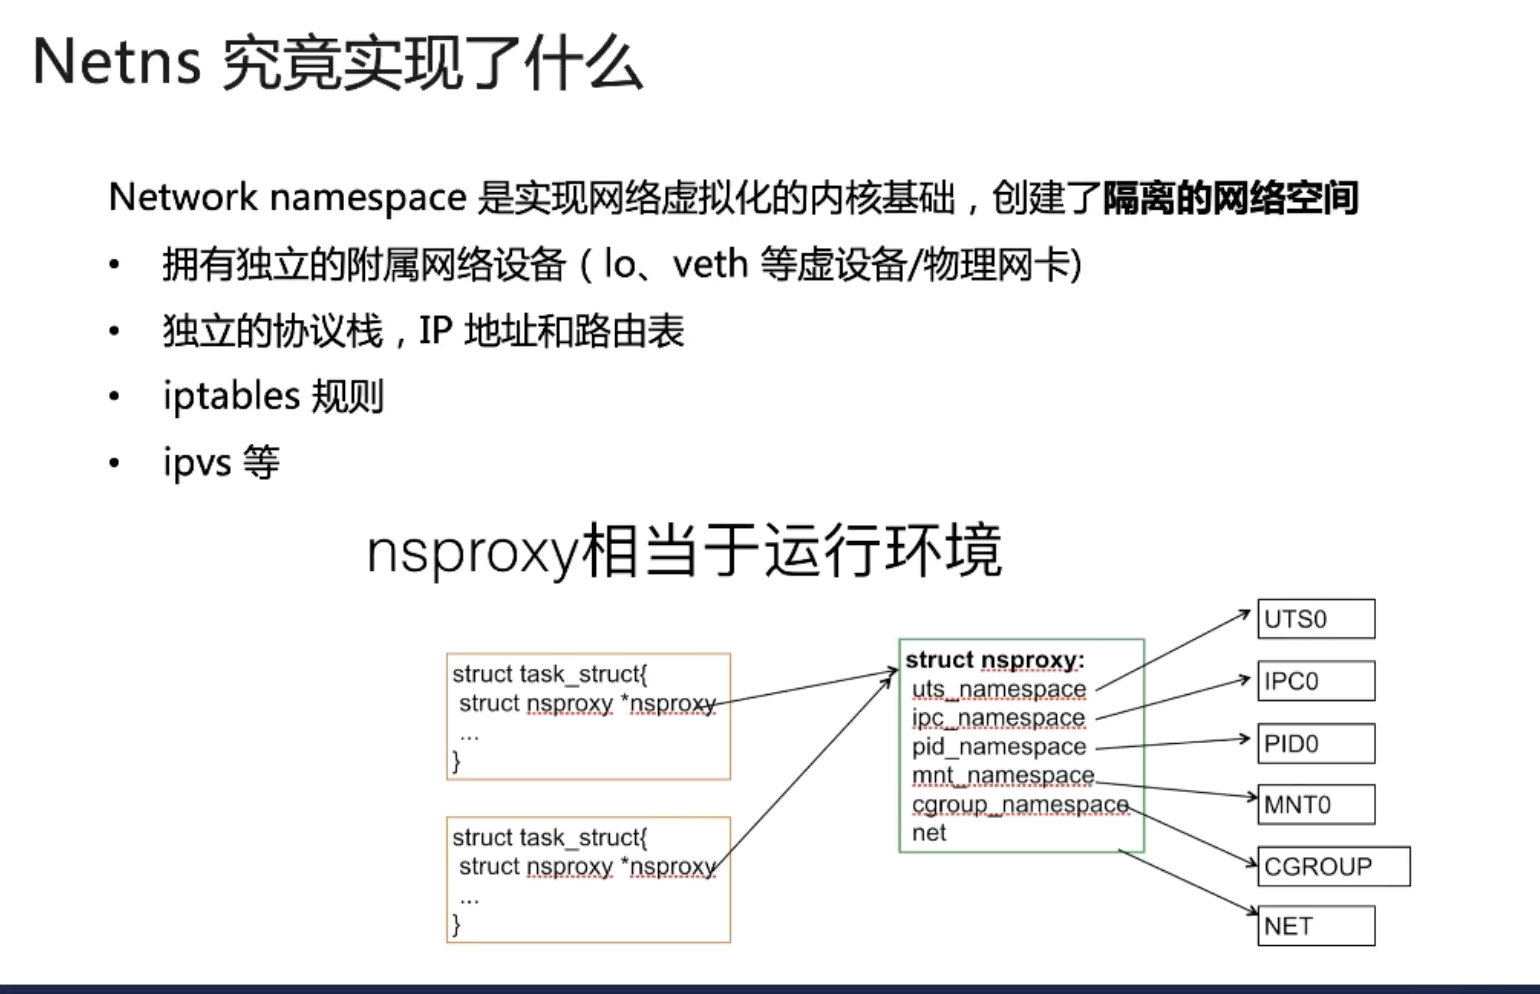 Netns 究竟实现了什么
Network namespace 是实现网络虚拟化的内核基础，创建了隔离的网络空间
• 拥有独立的附属网络设备（lo、veth 等虚设备/物理网卡)
• 独立的协议栈，IP 地址和路由表
• iptables 规则
• ipvs 等
nsproxy相当于运行环境
struct task_struct{
struct nsproxy *nsproxy
...
}
struct task_struct{
struct nsproxy *nsproxy
...
}
struct nsproxy:
uts_namespace
ipc_namespace
pid_namespace
mnt_namespace
cgroup_namespace
net
UTS0
IPC0
PID0
MNT0
CGROUP
NET